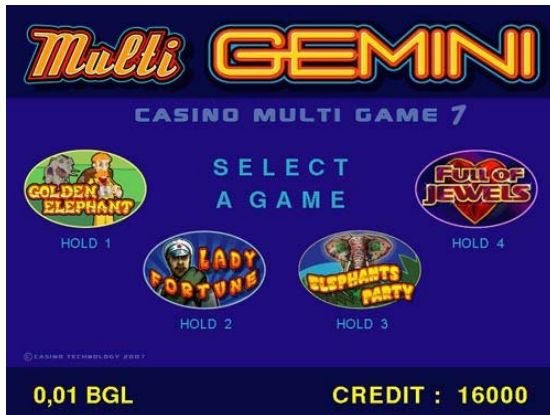 Multi GEMINI
CASINO MULTI GAME 7
SELECT
A GAME
GOLDEN
ELEPHANT
HOLD 1
FULL OF
JEWELS
HOLD 4
LADY
FORTUNE
HOLD 2
ELEPHANTS
PARTY
HOLD 3
©CASINO TECHNOLOGY 2007
0,01 BGL
CREDIT : 16000